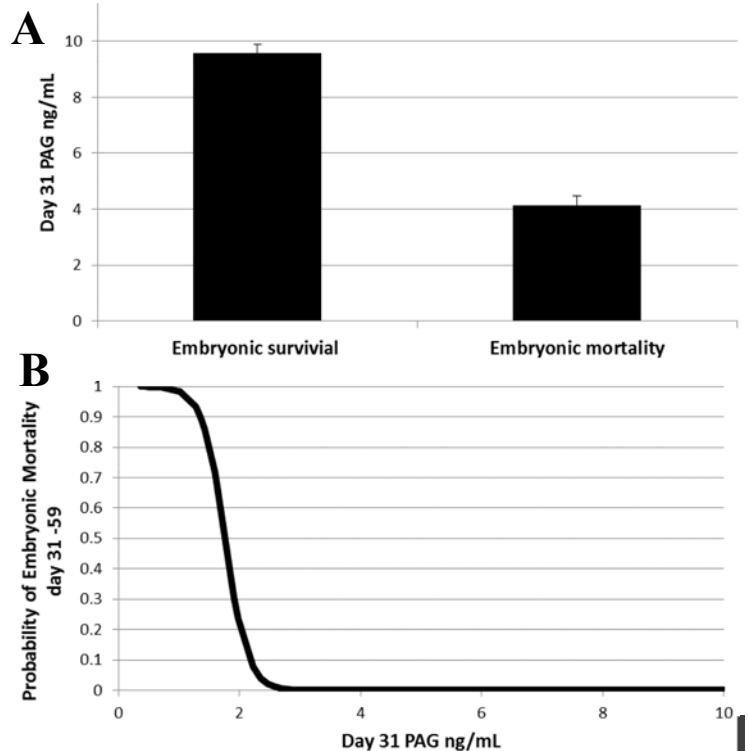 A
Day 31 PAG ng/mL
10
8
6
4
2
0
Embryonic survivial
Embryonic mortality
B
Probability of Embryonic Mortality
day 31 -59
1
0.9
0.8
0.7
0.6
0.5
0.4
0.3
0.2
0.1
0
0 2 4 6 8 10
Day 31 PAG ng/mL